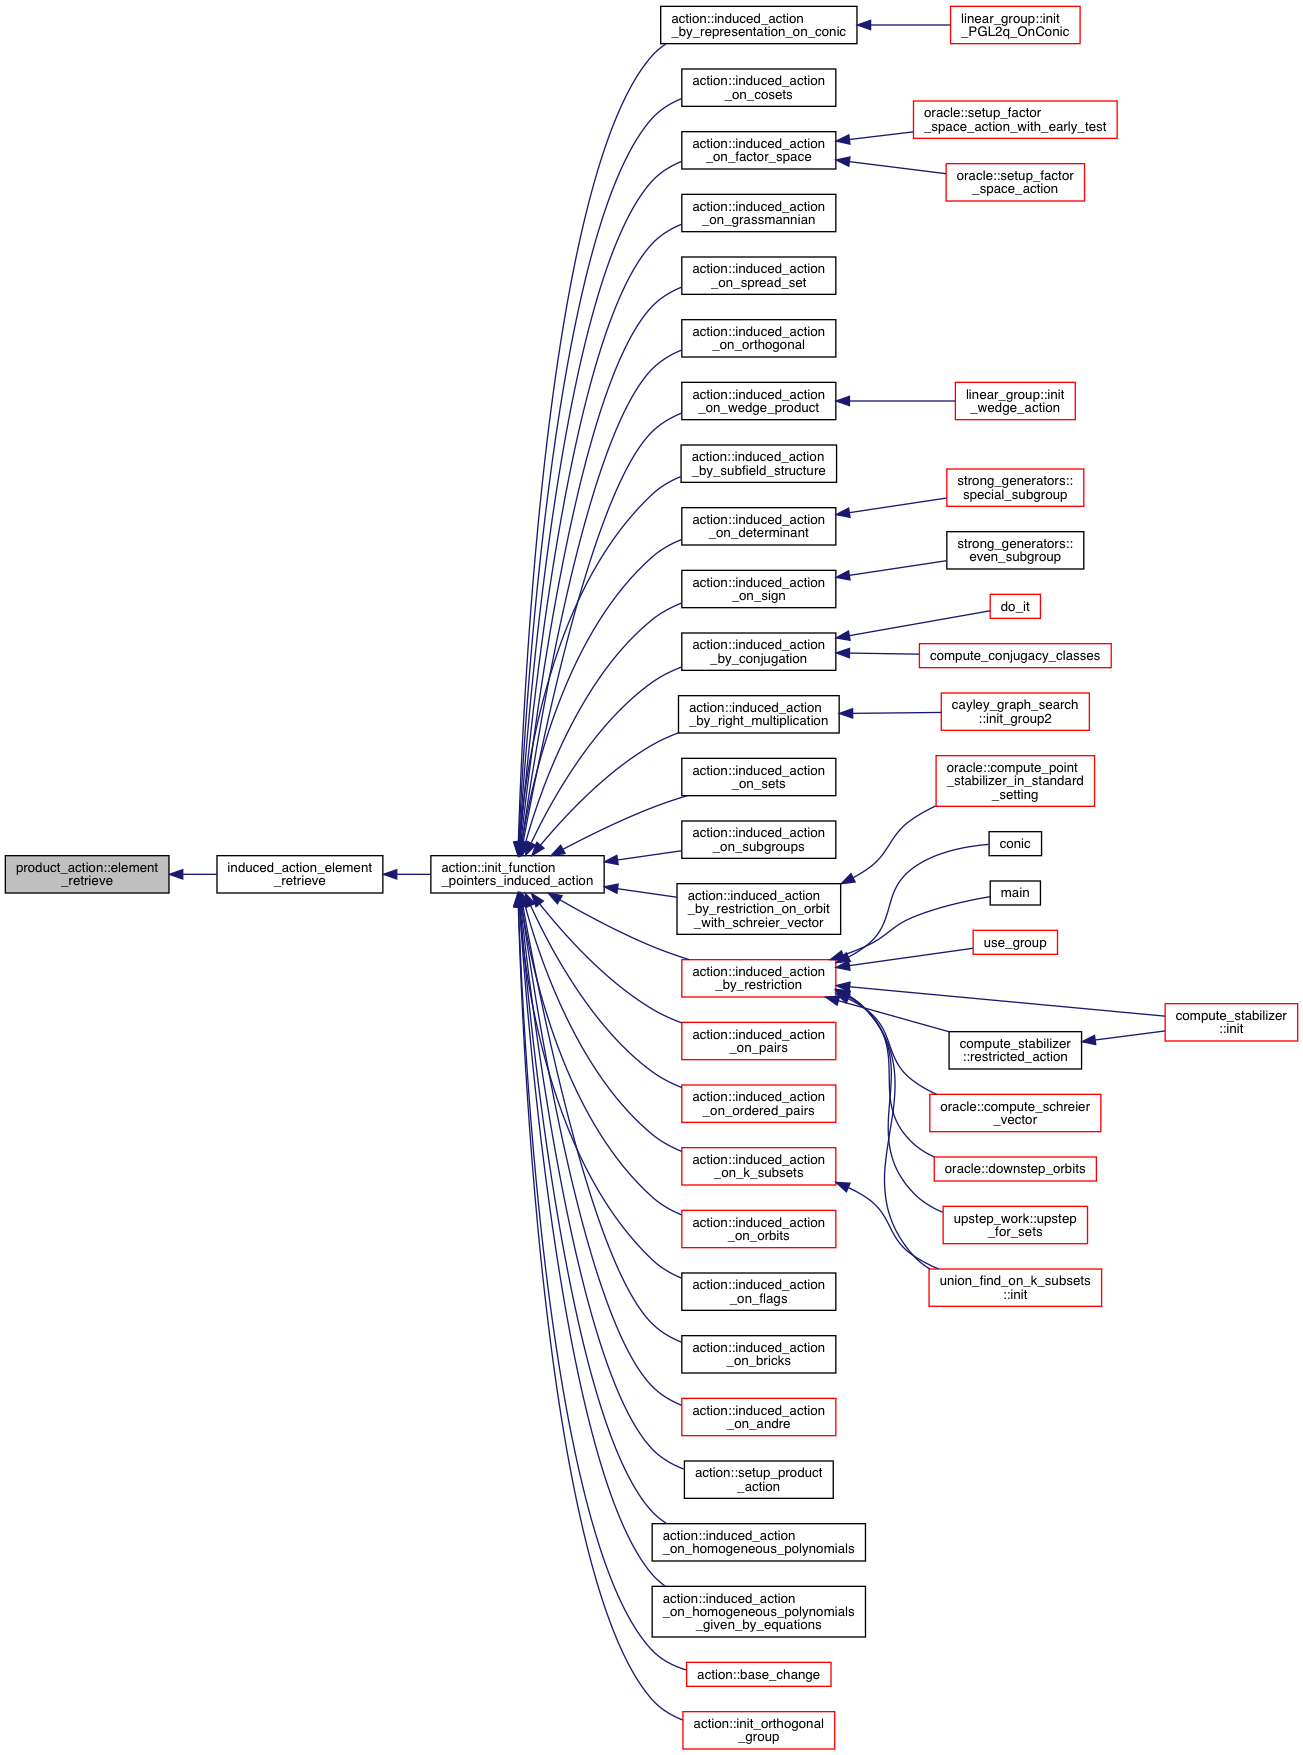 product_action::element
_retrieve
induced_action_element
_retrieve
action::init_function
_pointers_induced_action
action::induced_action
_by_representation_on_conic
linear_group::init
_PGL2q_OnConic
action::induced_action
_on_cosets
action::induced_action
_on_factor_space
oracle::setup_factor
_space_action_with_early_test
oracle::setup_factor
_space_action
action::induced_action
_on_grassmannian
action::induced_action
_on_spread_set
action::induced_action
_on_orthogonal
action::induced_action
_on_wedge_product
linear_group::init
_wedge_action
action::induced_action
_by_subfield_structure
action::induced_action
_on_determinant
strong_generators::
special_subgroup
action::induced_action
_on_sign
strong_generators::
even_subgroup
action::induced_action
_by_conjugation
do_it
compute_conjugacy_classes
action::induced_action
_by_right_multiplication
cayley_graph_search
::init_group2
action::induced_action
_on_sets
action::induced_action
_on_subgroups
action::induced_action
_by_restriction_on_orbit
_with_schreier_vector
oracle::compute_point
_stabilizer_in_standard
_setting
action::induced_action
_by_restriction
conic
main
use_group
compute_stabilizer
::init
compute_stabilizer
::restricted_action
oracle::compute_schreier
_vector
oracle::downstep_orbits
upstep_work::upstep
_for_sets
union_find_on_k_subsets
::init
action::induced_action
_on_pairs
action::induced_action
_on_ordered_pairs
action::induced_action
_on_k_subsets
action::induced_action
_on_orbits
action::induced_action
_on_flags
action::induced_action
_on_bricks
action::induced_action
_on_andre
action::setup_product
_action
action::induced_action
_on_homogeneous_polynomials
action::induced_action
_on_homogeneous_polynomials
_given_by_equations
action::base_change
action::init_orthogonal
_group